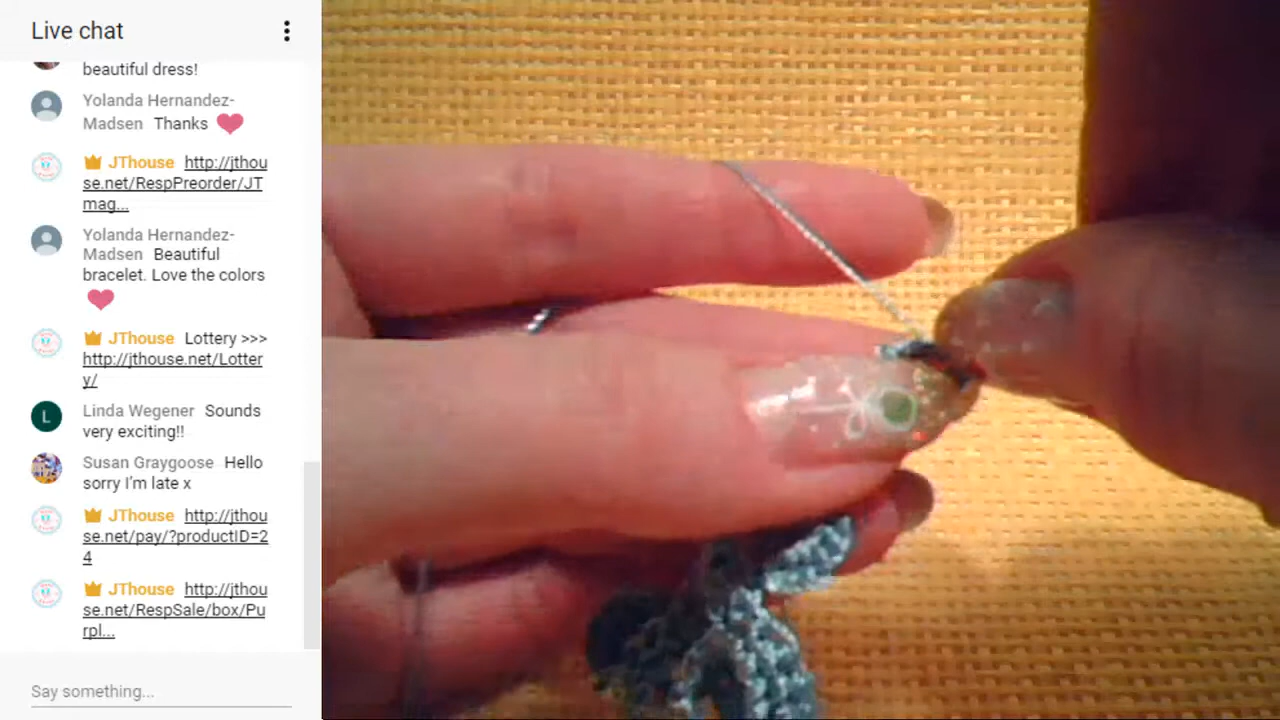 Live chat
beautiful dress!
Yolanda Hernandez-
Madsen Thanks
JThouse http://jthou
se.net/RespPreorder/JT
mag...
Yolanda Hernandez-
Madsen Beautiful
bracelet. Love the colors
JThouse Lottery >>>
http://jthouse.net/Lotter
y/
L Linda Wegener Sounds
very exciting!!
Susan Graygoose Hello
sorry I'm late x
JThouse http://jthou
se.net/pay/?productID=2
4
JThouse http://jthou
se.net/RespSale/box/Pu
rpl...
Say something...